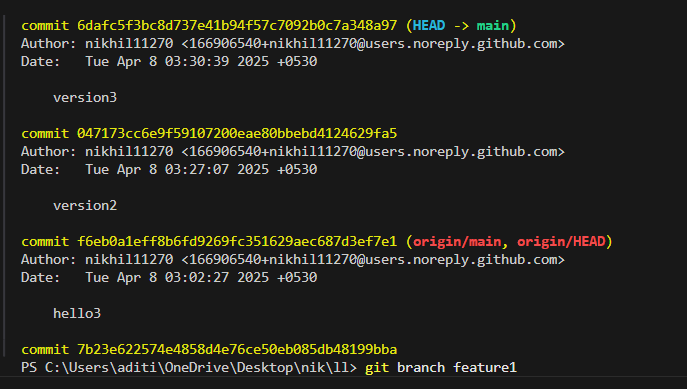 commit 6dafc5f3bc8d737e41b94f57c7092b0c7a348a97 (HEAD -> main)
Author: nikhil11270 <166906540+nikhil11270@users.noreply.github.com>
Date:   Tue Apr 8 03:30:39 2025 +0530
    version3
commit 047173cc6e9f59107200eae80bbebd4124629fa5
Author: nikhil11270 <166906540+nikhil11270@users.noreply.github.com>
Date:   Tue Apr 8 03:27:07 2025 +0530
    version2
commit f6eb0a1eff8b6fd9269fc351629aec687d3ef7e1 (origin/main, origin/HEAD)
Author: nikhil11270 <166906540+nikhil11270@users.noreply.github.com>
Date:   Tue Apr 8 03:02:27 2025 +0530
    hello3
commit 7b23e622574e4858d4e76ce50eb085db48199bba
PS C:\Users\aditi\OneDrive\Desktop\nik\ll> git branch feature1